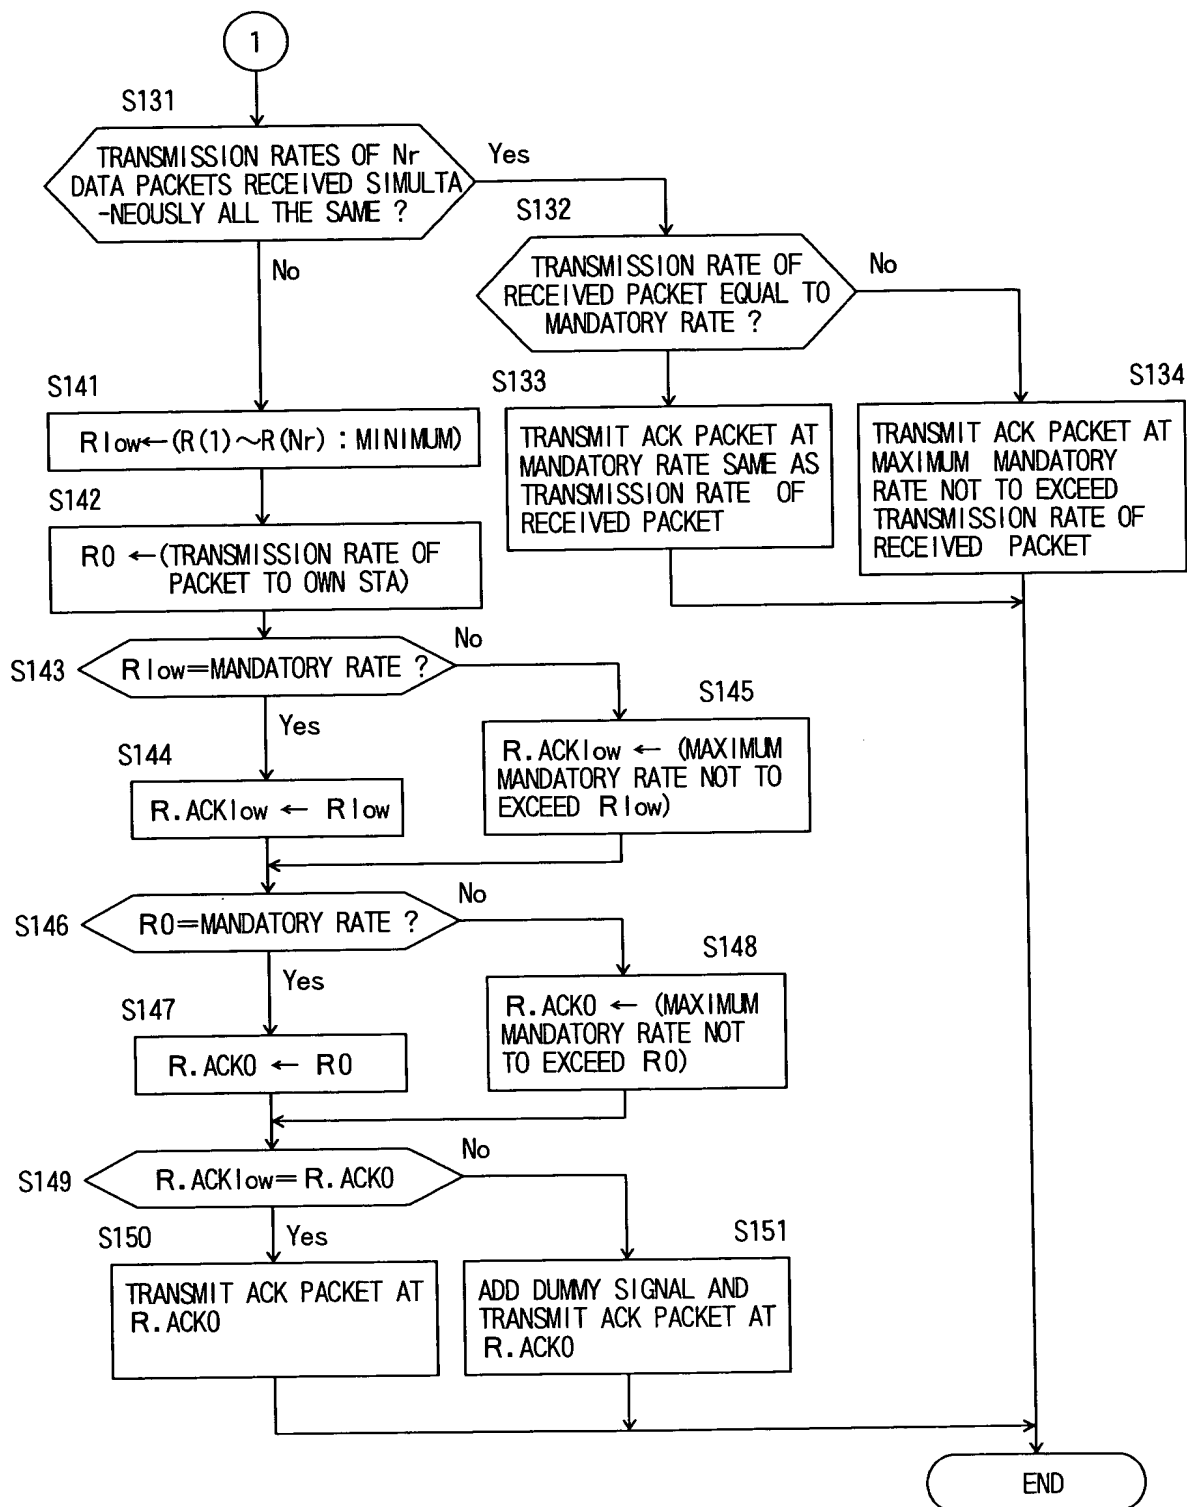 1
S131
TRANSMISSION RATES OF Nr
DATA PACKETS RECEIVED SIMULTA
-NEOUSLY ALL THE SAME ?
Yes
No
S132
TRANSMISSION RATE OF
RECEIVED PACKET EQUAL TO
MANDATORY RATE ?
No
S133
TRANSMIT ACK PACKET AT
MANDATORY RATE SAME AS
TRANSMISSION RATE OF
RECEIVED PACKET
S134
TRANSMIT ACK PACKET AT
MAXIMUM MANDATORY
RATE NOT TO EXCEED
TRANSMISSION RATE OF
RECEIVED PACKET
S141
Rlow←(R(1)~R(Nr) : MINIMUM)
S142
R0 ←(TRANSMISSION RATE OF
PACKET TO OWN STA)
S143
Rlow=MANDATORY RATE ?
No
Yes
S144
R.ACKlow ← Rlow
S145
R.ACKlow ← (MAXIMUM
MANDATORY RATE NOT TO
EXCEED Rlow)
S146
R0=MANDATORY RATE ?
No
Yes
S147
R.ACK0 ← R0
S148
R.ACK0 ← (MAXIMUM
MANDATORY RATE NOT
TO EXCEED R0)
S149
R.ACKlow= R.ACK0
No
Yes
S150
TRANSMIT ACK PACKET AT
R.ACK0
S151
ADD DUMMY SIGNAL AND
TRANSMIT ACK PACKET AT
R.ACK0
END